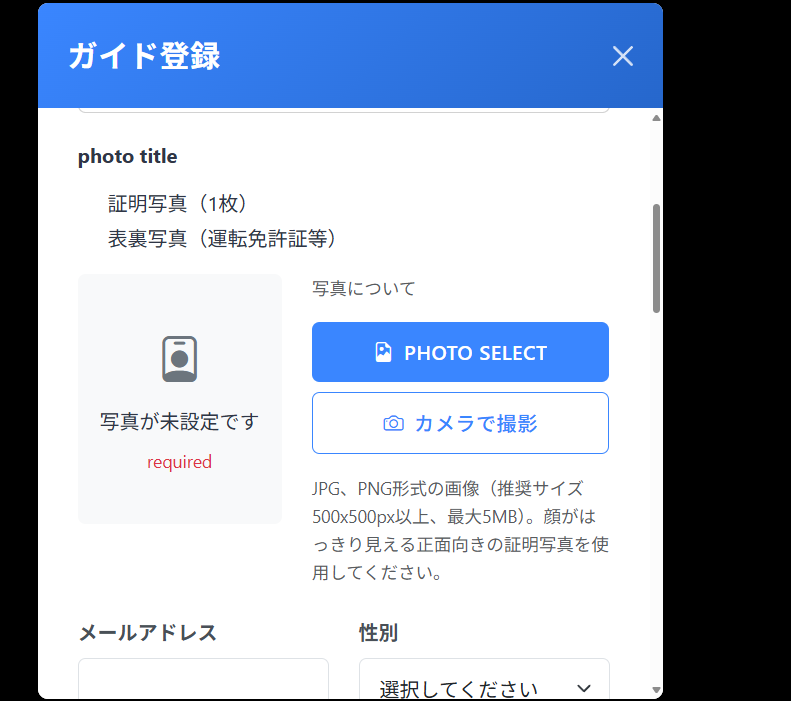 ガイド登録
photo title
証明写真（1枚）
表裏写真（運転免許証等）
写真について
PHOTO SELECT
カメラで撮影
写真が未設定です
required
JPG、PNG形式の画像（推奨サイズ
500x500px以上、最大5MB）。顔がは
っきり見える正面向きの証明写真を使
用してください。
メールアドレス
性別
選択してください